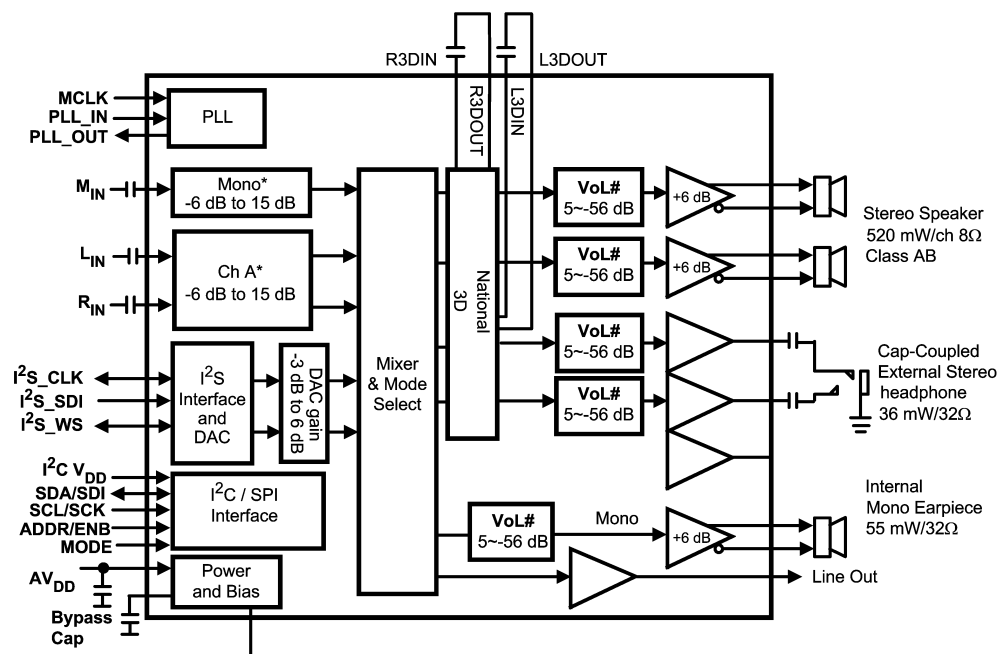 R3DIN
L3DOUT
R3DOUT
L3DIN
MCLK
PLL_IN
PLL_OUT
PLL
MIN
Mono*
-6 dB to 15 dB
LIN
RIN
Ch A*
-6 dB to 15 dB
I2S_CLK
I2S_SDI
I2S_WS
I2S
Interface
and
DAC
DAC gain
-3 dB to 6 dB
I2C VDD
SDA/SDI
SCL/SCK
ADDR/ENB
MODE
I2C / SPI
Interface
AVDD
Bypass
Cap
Power
and Bias
Mixer
& Mode
Select
National
3D
VoL#
5~-56 dB
+6 dB
VoL#
5~-56 dB
+6 dB
Stereo Speaker
520 mW/ch 8Ω
Class AB
VoL#
5~-56 dB
VoL#
5~-56 dB
Cap-Coupled
External Stereo
headphone
36 mW/32Ω
VoL#
5~-56 dB
Mono
+6 dB
Internal
Mono Earpiece
55 mW/32Ω
Line Out